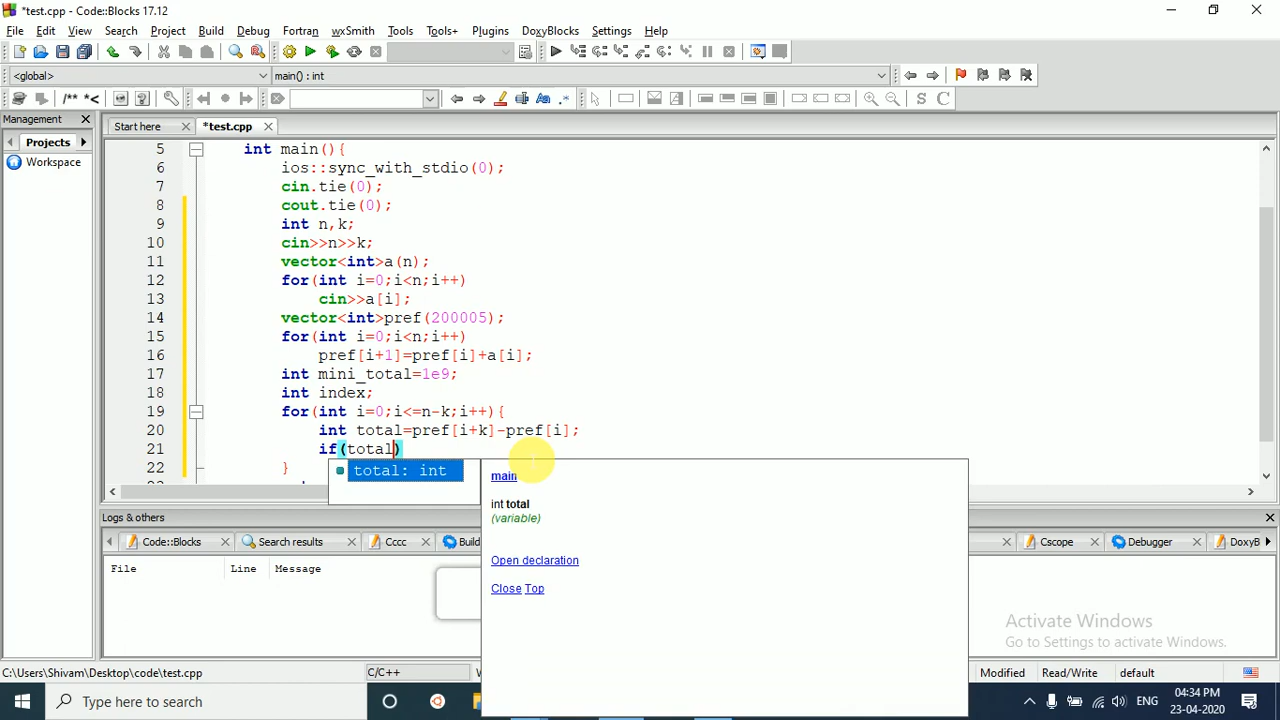 *test.cpp - Code::Blocks 17.12
File Edit View Search Project Build Debug Fortran wxSmith Tools Tools+ Plugins DoxyBlocks Settings Help
<global> main() : int
/** *<
S C
Management
Start here *test.cpp
Projects
Workspace
5 int main(){
6 ios::sync_with_stdio(0);
7 cin.tie(0);
8 cout.tie(0);
9 int n,k;
10 cin>>n>>k;
11 vector<int>a(n);
12 for(int i=0;i<n;i++)
13 cin>>a[i];
14 vector<int>pref(200005);
15 for(int i=0;i<n;i++)
16 pref[i+1]=pref[i]+a[i];
17 int mini_total=1e9;
18 int index;
19 for(int i=0;i<=n-k;i++){
20 int total=pref[i+k]-pref[i];
21 if(total)
22 }
total: int
main
int total
(variable)
Open declaration
Close Top
Logs & others
Code::Blocks Search results Cccc Build Cscope Debugger DoxyB
File Line Message
Activate Windows
Go to Settings to activate Windows.
C:\Users\Shivam\Desktop\code\test.cpp C/C++ Modified Read/Write default
Type here to search
ENG
04:34 PM
23-04-2020